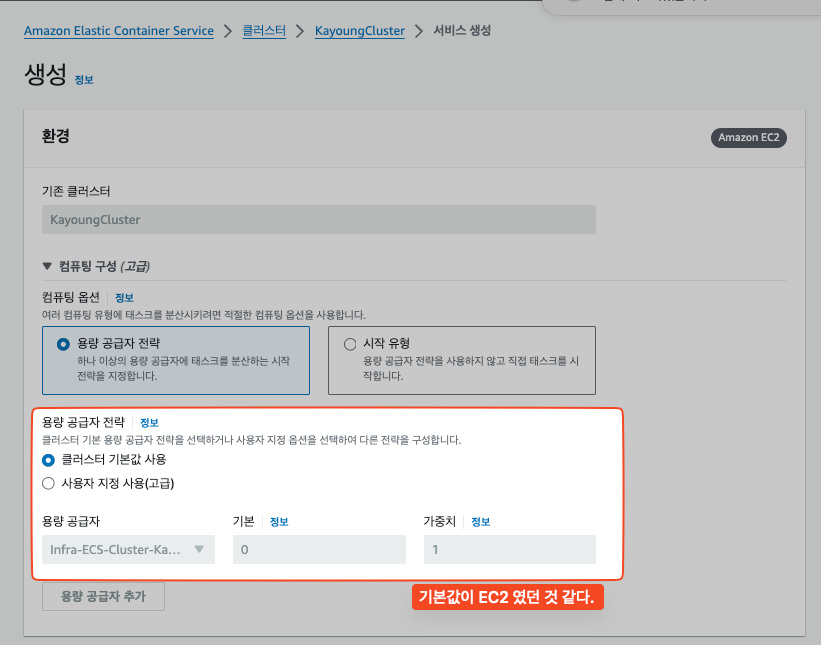 Amazon Elastic Container Service > 클러스터 > KayoungCluster > 서비스 생성
생성 정보
환경
Amazon EC2
기존 클러스터
KayoungCluster
▼ 컴퓨팅 구성 (고급)
컴퓨팅 옵션 정보
여러 컴퓨팅 유형에 태스크를 분산시키려면 적절한 컴퓨팅 옵션을 사용합니다.
용량 공급자 전략
하나 이상의 용량 공급자에 태스크를 분산하는 시작
전략을 지정합니다.
시작 유형
용량 공급자 전략을 사용하지 않고 직접 태스크를 시
작합니다.
용량 공급자 전략 정보
클러스터 기본 용량 공급자 전략을 선택하거나 사용자 지정 옵션을 선택하여 다른 전략을 구성합니다.
클러스터 기본값 사용
사용자 지정 사용(고급)
용량 공급자 기본 정보 가중치 정보
Infra-ECS-Cluster-Ka... ▼ 0 1
용량 공급자 추가
기본값이 EC2 였던 것 같다.